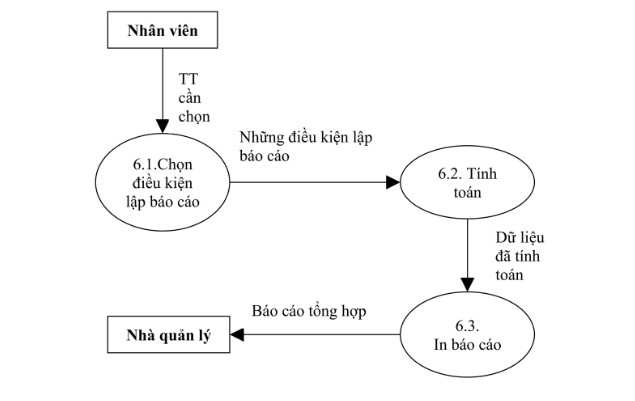 Nhân viên
TT
cần
chọn
6.1.Chọn
điều kiện
lập báo cáo
Những điều kiện lập
báo cáo
6.2. Tính
toán
Dữ liệu
đã tính
toán
6.3.
In báo cáo
Báo cáo tổng hợp
Nhà quản lý